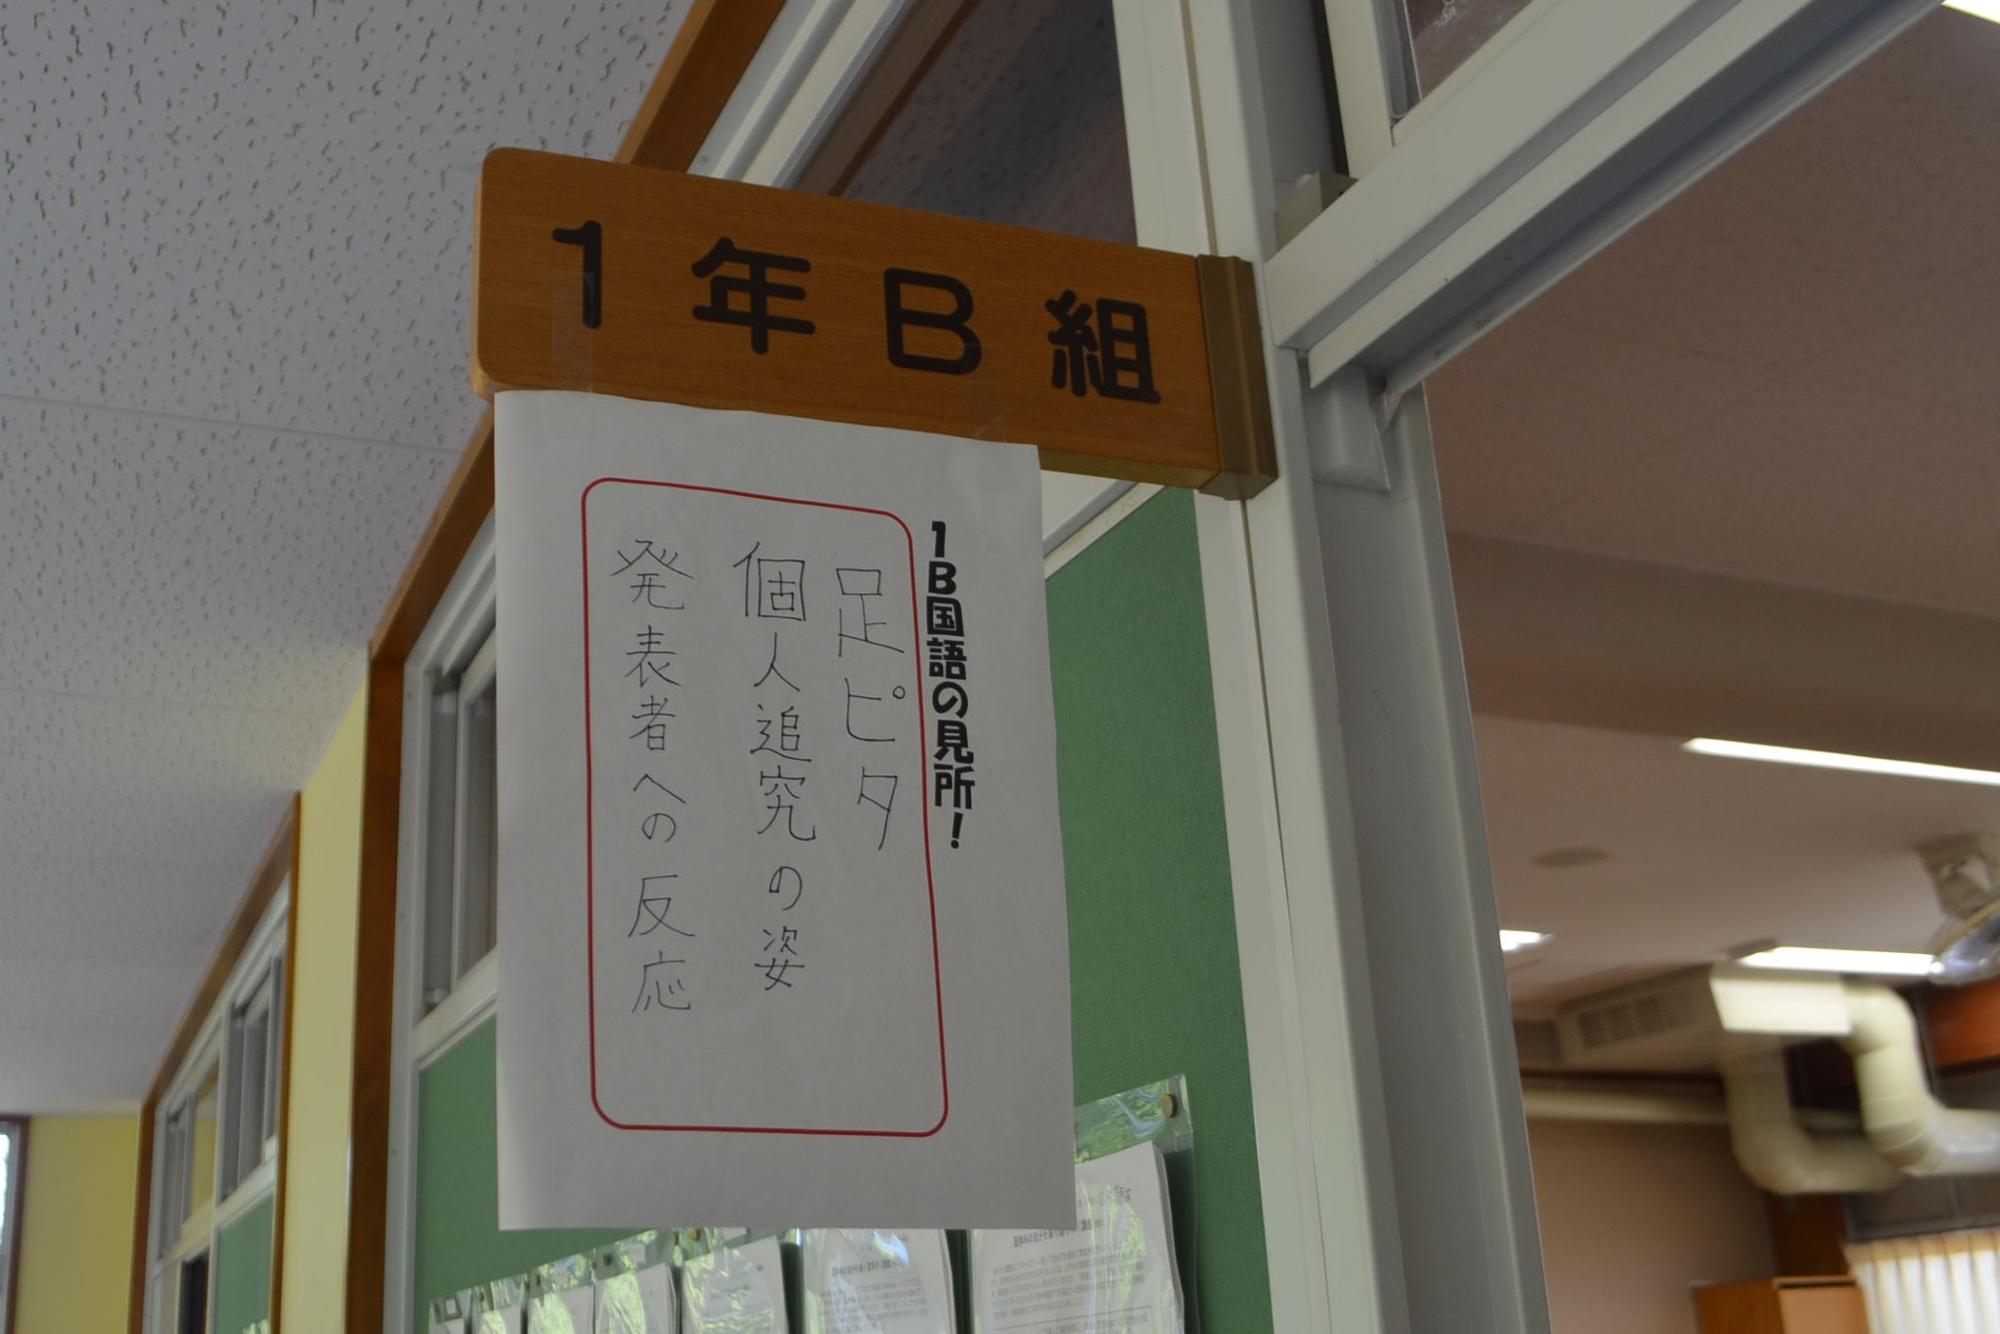 1年B組
1B国語の見所!
足ピタ
個人追究の姿
発表者への反応